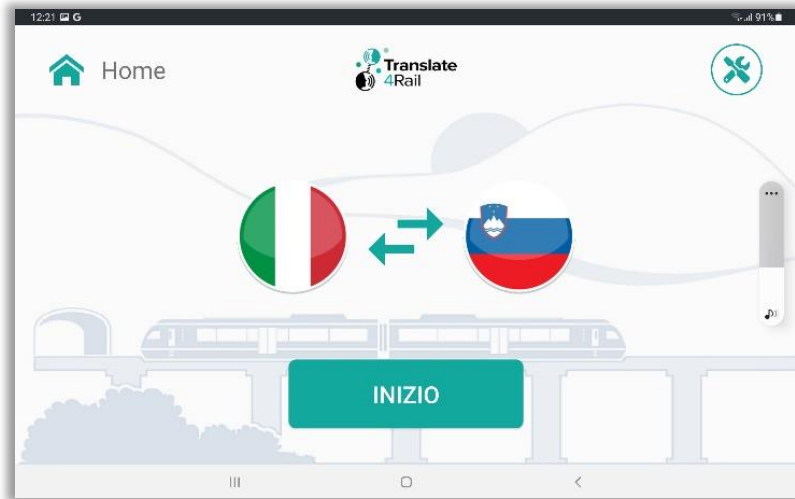 12:21 G
91%
Home
Translate
4Rail
INIZIO